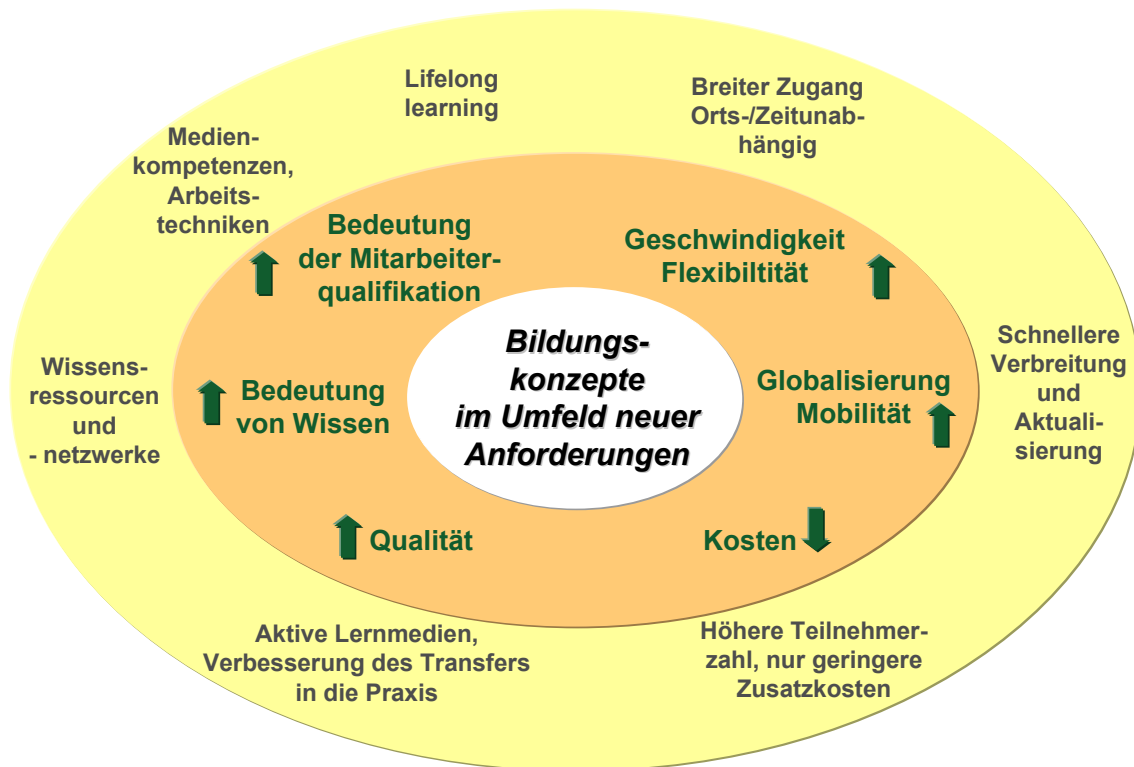 Lifelong
learning
Breiter Zugang
Orts-/Zeitunab-
hängig
Medien-
kompetenzen,
Arbeits-
techniken
Bedeutung
der Mitarbeiter-
qualifikation
Geschwindigkeit
Flexibiltität
Wissens-
ressourcen
und
- netzwerke
Bedeutung
von Wissen
Bildungs-
konzepte
im Umfeld neuer
Anforderungen
Globalisierung
Mobilität
Schnellere
Verbreitung
und
Aktuali-
sierung
Qualität
Kosten
Aktive Lernmedien,
Verbesserung des Transfers
in die Praxis
Höhere Teilnehmer-
zahl, nur geringere
Zusatzkosten